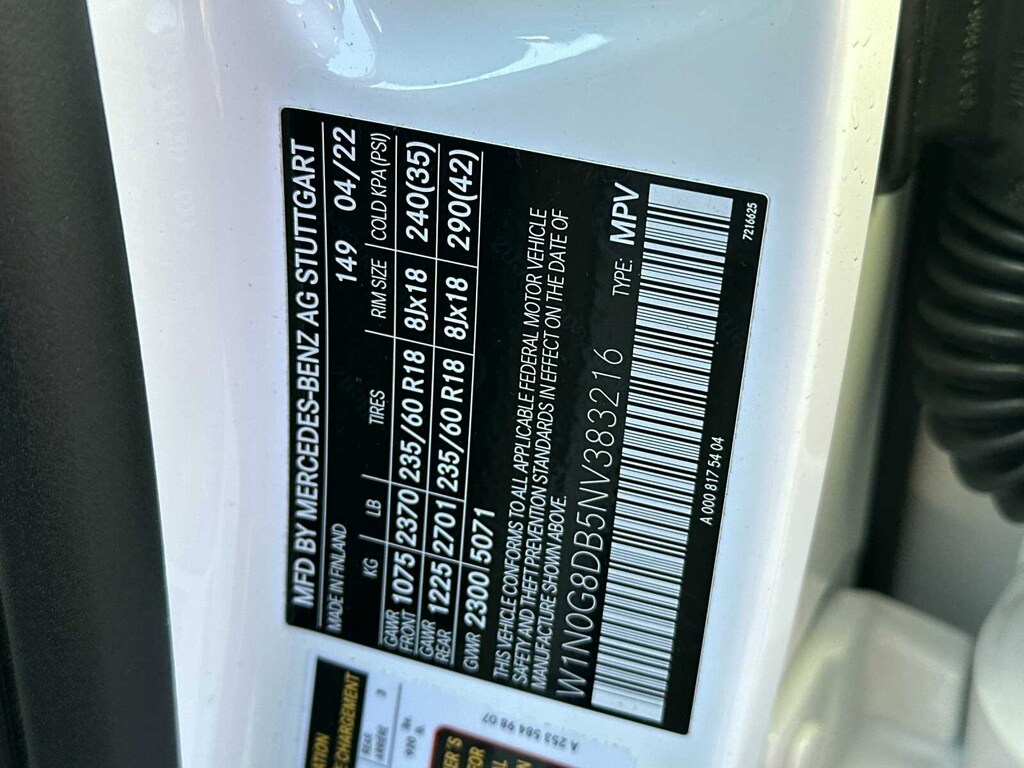 MFD BY MERCEDES-BENZ AG STUTTGART
MADE IN FINLAND 149 04/22
KG LB TIRES RIM SIZE COLD KPA(PSI)
GAWR FRONT 1075 2370 235/60 R18 8Jx18 240(35)
GAWR REAR 1225 2701 235/60 R18 8Jx18 290(42)
GVWR 2300 5071
THIS VEHICLE CONFORMS TO ALL APPLICABLE FEDERAL MOTOR VEHICLE
SAFETY AND THEFT PREVENTION STANDARDS IN EFFECT ON THE DATE OF
MANUFACTURE SHOWN ABOVE.
W1N0G8DB5NV383216 TYPE: MPV
A 000 817 54 04
7216625
E CHARGEMENT
REAR
ARRIERE 3
A 253 584 98 07